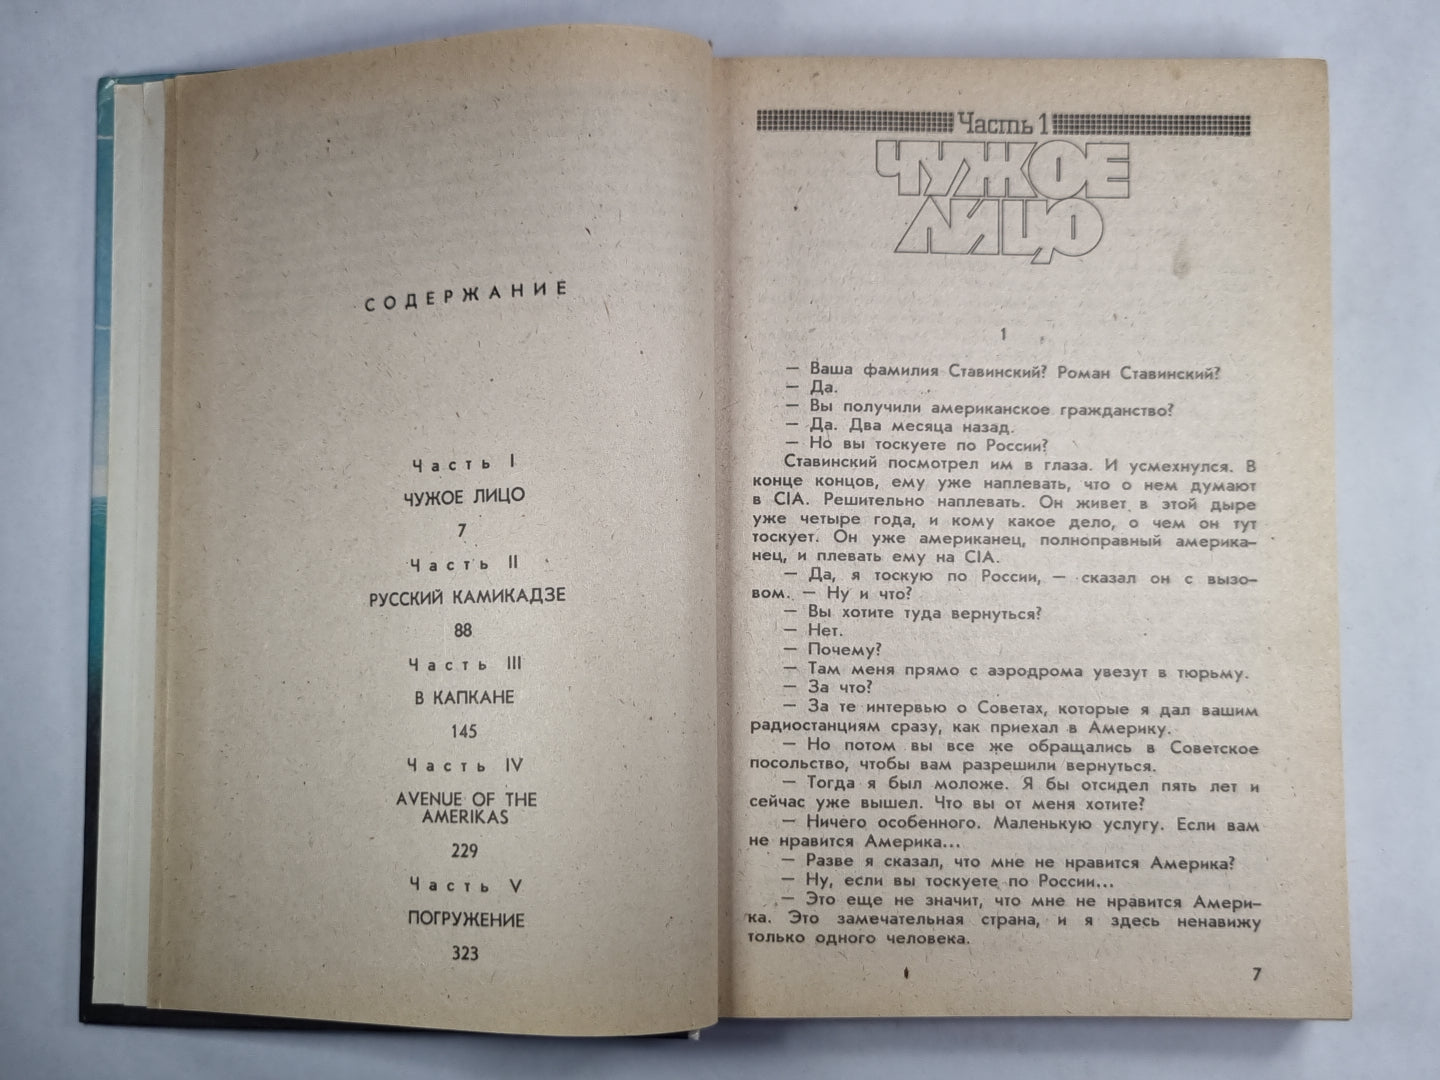 СОДЕРЖАНИЕ
Часть I
ЧУЖОЕ ЛИЦО
7
Часть II
РУССКИЙ КАМИКАДЗЕ
88
Часть III
В КАПКАНЕ
145
Часть IV
AVENUE OF THE
AMERIKAS
229
Часть V
ПОГРУЖЕНИЕ
323
Часть 1
ЧУЖОЕ
ЛИЦО
1
— Ваша фамилия Ставинский? Роман Ставинский?
— Да.
— Вы получили американское гражданство?
— Да. Два месяца назад.
— Но вы тоскуете по России?
Ставинский посмотрел им в глаза. И усмехнулся. В
конце концов, ему уже наплевать, что о нем думают
в CIA. Решительно наплевать. Он живет в этой дыре
уже четыре года, и кому какое дело, о чем он тут
тоскует. Он уже американец, полноправный америка-
нец, и плевать ему на CIA.
— Да, я тоскую по России, — сказал он с вызо-
вом. — Ну и что?
— Вы хотите туда вернуться?
— Нет.
— Почему?
— Там меня прямо с аэродрома увезут в тюрьму.
— За что?
— За те интервью о Советах, которые я дал вашим
радиостанциям сразу, как приехал в Америку.
— Но потом вы все же обращались в Советское
посольство, чтобы вам разрешили вернуться.
— Тогда я был моложе. Я бы отсидел пять лет и
сейчас уже вышел. Что вы от меня хотите?
— Ничего особенного. Маленькую услугу. Если вам
не нравится Америка...
— Разве я сказал, что мне не нравится Америка?
— Ну, если вы тоскуете по России...
— Это еще не значит, что мне не нравится Амери-
ка. Это замечательная страна, и я здесь ненавижу
только одного человека.
7